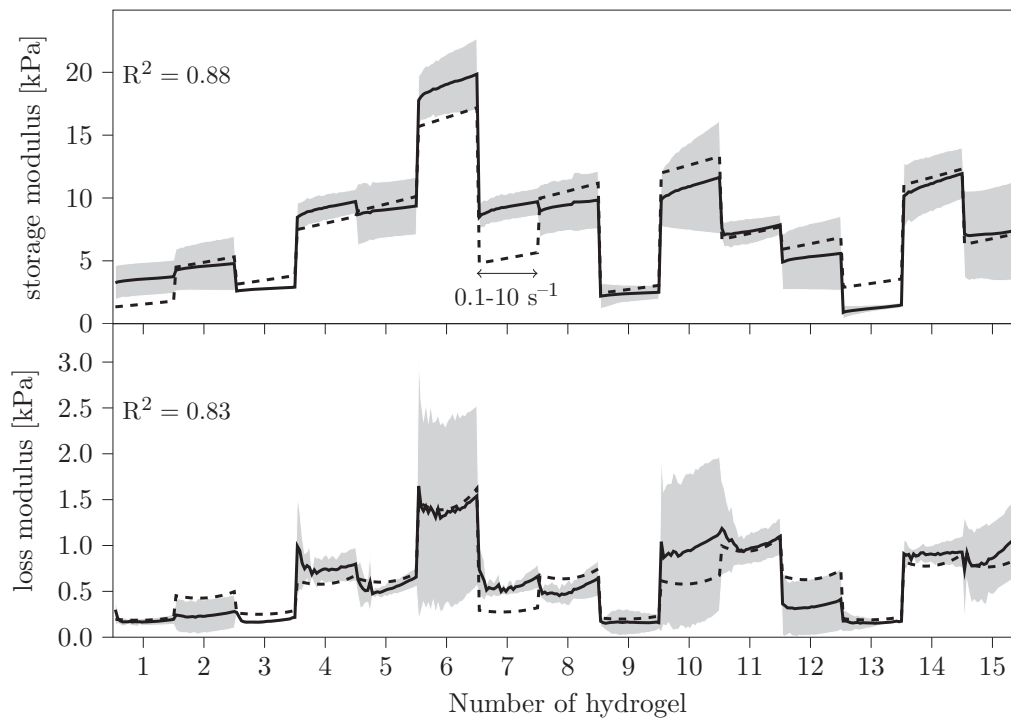 storage modulus [kPa]
20
15
10
5
0
R² = 0.88
0.1-10 s⁻¹
loss modulus [kPa]
3.0
2.5
2.0
1.5
1.0
0.5
0.0
R² = 0.83
1 2 3 4 5 6 7 8 9 10 11 12 13 14 15
Number of hydrogel